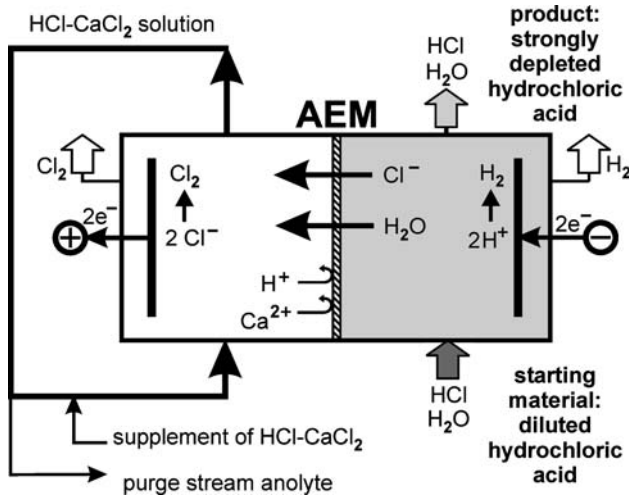 HCl-CaCl₂ solution
HCl
H₂O
product:
strongly
depleted
hydrochloric
acid
AEM
Cl₂
Cl₂
Cl⁻
H₂
H₂
2e⁻
+
2 Cl⁻
H₂O
2H⁺
2e⁻
−
H⁺
Ca²⁺
HCl
H₂O
starting
material:
diluted
hydrochloric
acid
supplement of HCl-CaCl₂
purge stream anolyte